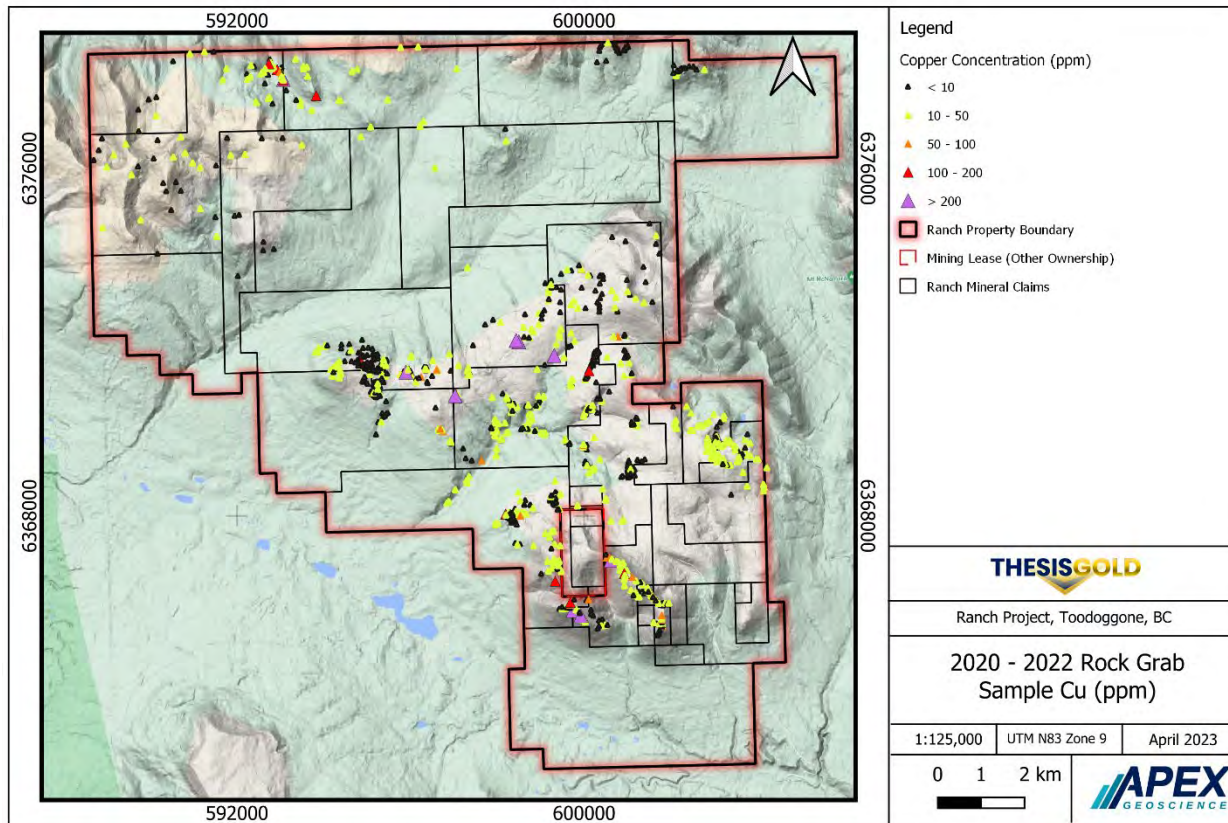 592000
600000
6376000
6376000
6368000
6368000
592000
600000
Legend
Copper Concentration (ppm)
< 10
10 - 50
50 - 100
100 - 200
> 200
Ranch Property Boundary
Mining Lease (Other Ownership)
Ranch Mineral Claims
THESISGOLD
Ranch Project, Toodoggone, BC
2020 - 2022 Rock Grab
Sample Cu (ppm)
1:125,000
UTM N83 Zone 9
April 2023
0 1 2 km
APEX
GEOSCIENCE